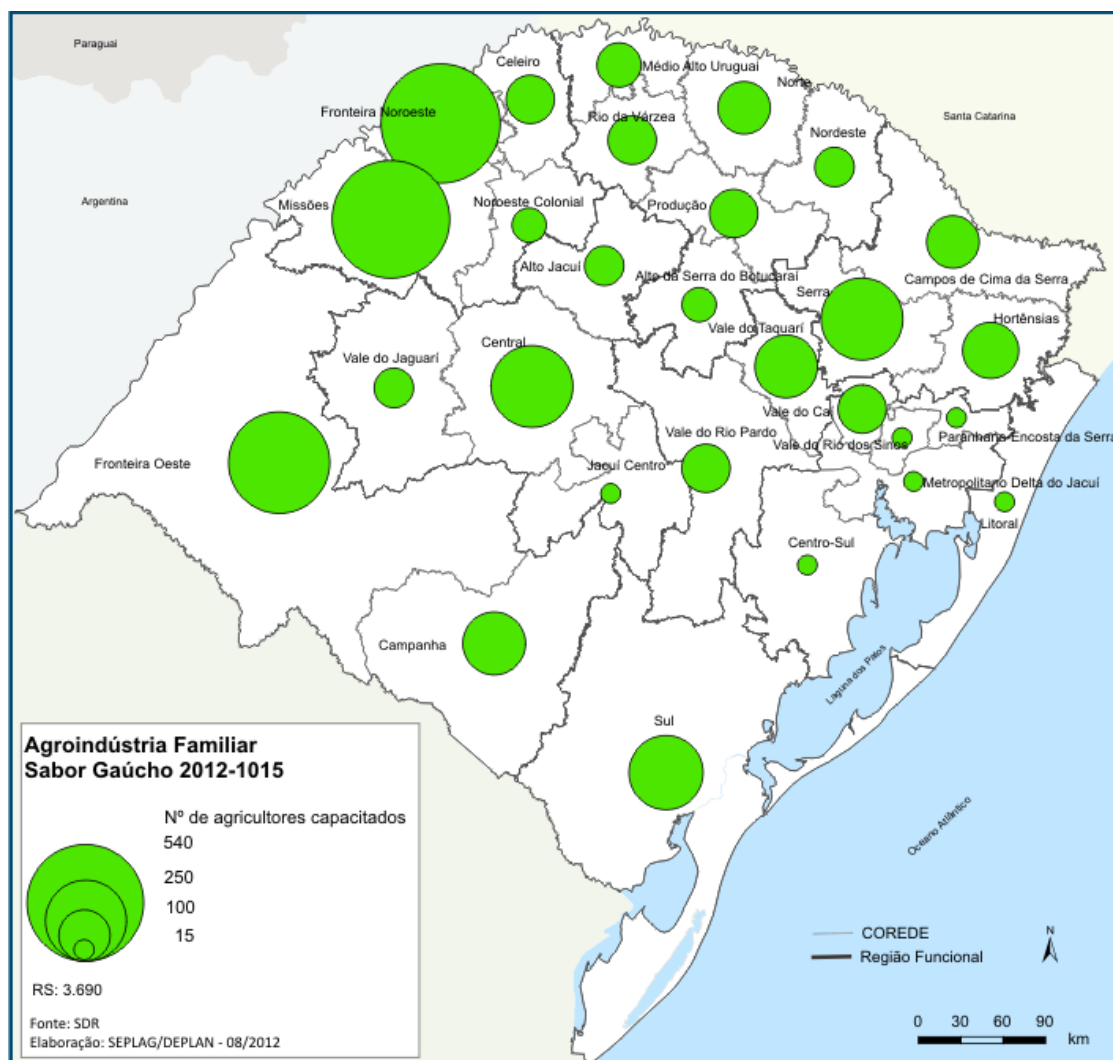 Paraguai
Celeiro
Médio Alto Uruguai
Norte
Fronteira Noroeste
Rio da Várzea
Santa Catarina
Nordeste
Argentina
Missões
Noroeste Colonial
Produção
Alto Jacuí
Alto da Serra do Botucaraí
Campos de Cima da Serra
Serra
Hortênsias
Vale do Taquarí
Central
Vale do Jaguarí
Vale do Caí
Vale do Rio Pardo
Vale do Rio dos Sinos
Paranhana-Encosta da Serra
Fronteira Oeste
Jacuí Centro
Metropolitano Delta do Jacuí
Litoral
Centro-Sul
Campanha
Laguna dos Patos
Sul
Oceano Atlântico
Agroindústria Familiar
Sabor Gaúcho 2012-1015
Nº de agricultores capacitados
540
250
100
15
RS: 3.690
Fonte: SDR
Elaboração: SEPLAG/DEPLAN - 08/2012
COREDE
Região Funcional
N
0 30 60 90
km